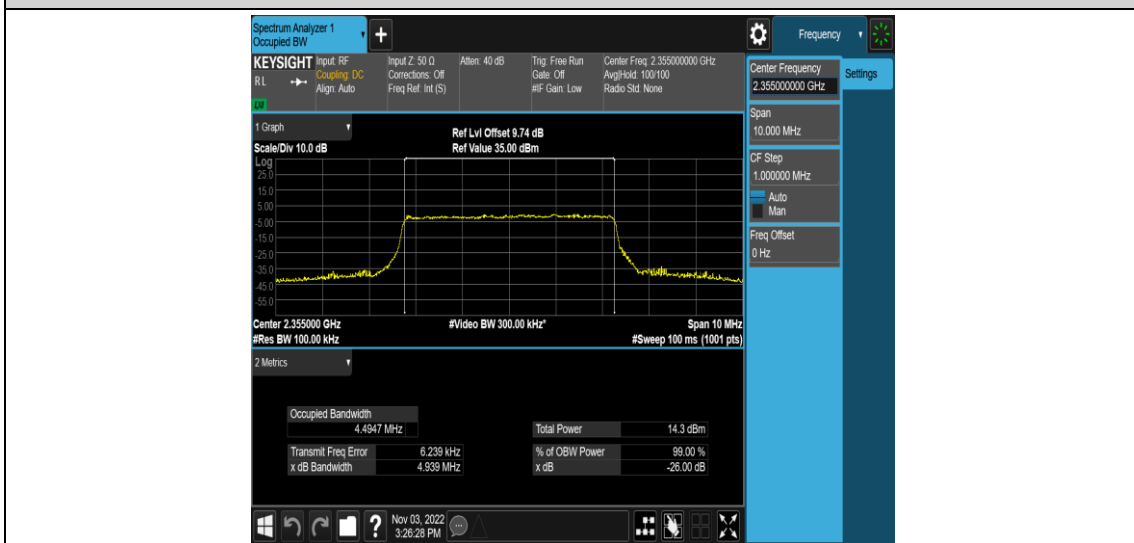 Spectrum Analyzer 1
Occupied BW
+
Frequency
KEYSIGHT
RL
LXI
Input: RF
Coupling: DC
Align: Auto
Input Z: 50 Ω
Corrections: Off
Freq Ref: Int (S)
Atten: 40 dB
Trig: Free Run
Gate: Off
#IF Gain: Low
Center Freq: 2.355000000 GHz
Avg|Hold: 100/100
Radio Std: None
Center Frequency
2.355000000 GHz
Settings
Span
10.000 MHz
CF Step
1.000000 MHz
Auto
Man
Freq Offset
0 Hz
1 Graph
Scale/Div 10.0 dB
Ref Lvl Offset 9.74 dB
Ref Value 35.00 dBm
Log
25.0
15.0
5.00
-5.00
-15.0
-25.0
-35.0
-45.0
-55.0
Center 2.355000 GHz
#Video BW 300.00 kHz*
Span 10 MHz
#Res BW 100.00 kHz
#Sweep 100 ms (1001 pts)
2 Metrics
Occupied Bandwidth
4.4947 MHz
Total Power 14.3 dBm
Transmit Freq Error 6.239 kHz
% of OBW Power 99.00 %
x dB Bandwidth 4.939 MHz
x dB -26.00 dB
?
Nov 03, 2022
3:26:28 PM